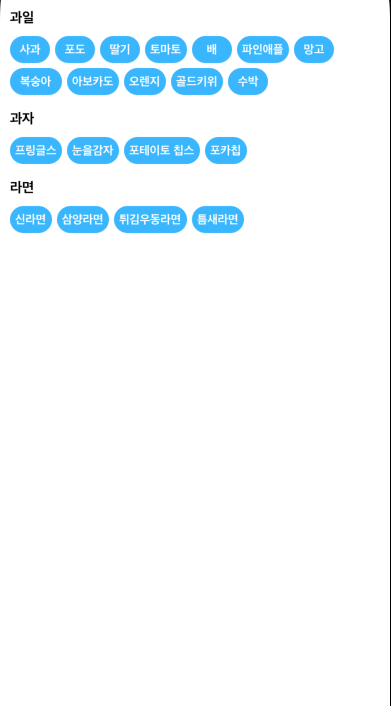 과일
사과 포도 딸기 토마토 배 파인애플 망고
복숭아 아보카도 오렌지 골드키위 수박
과자
프링글스 눈을감자 포테이토 칩스 포카칩
라면
신라면 삼양라면 튀김우동라면 틈새라면